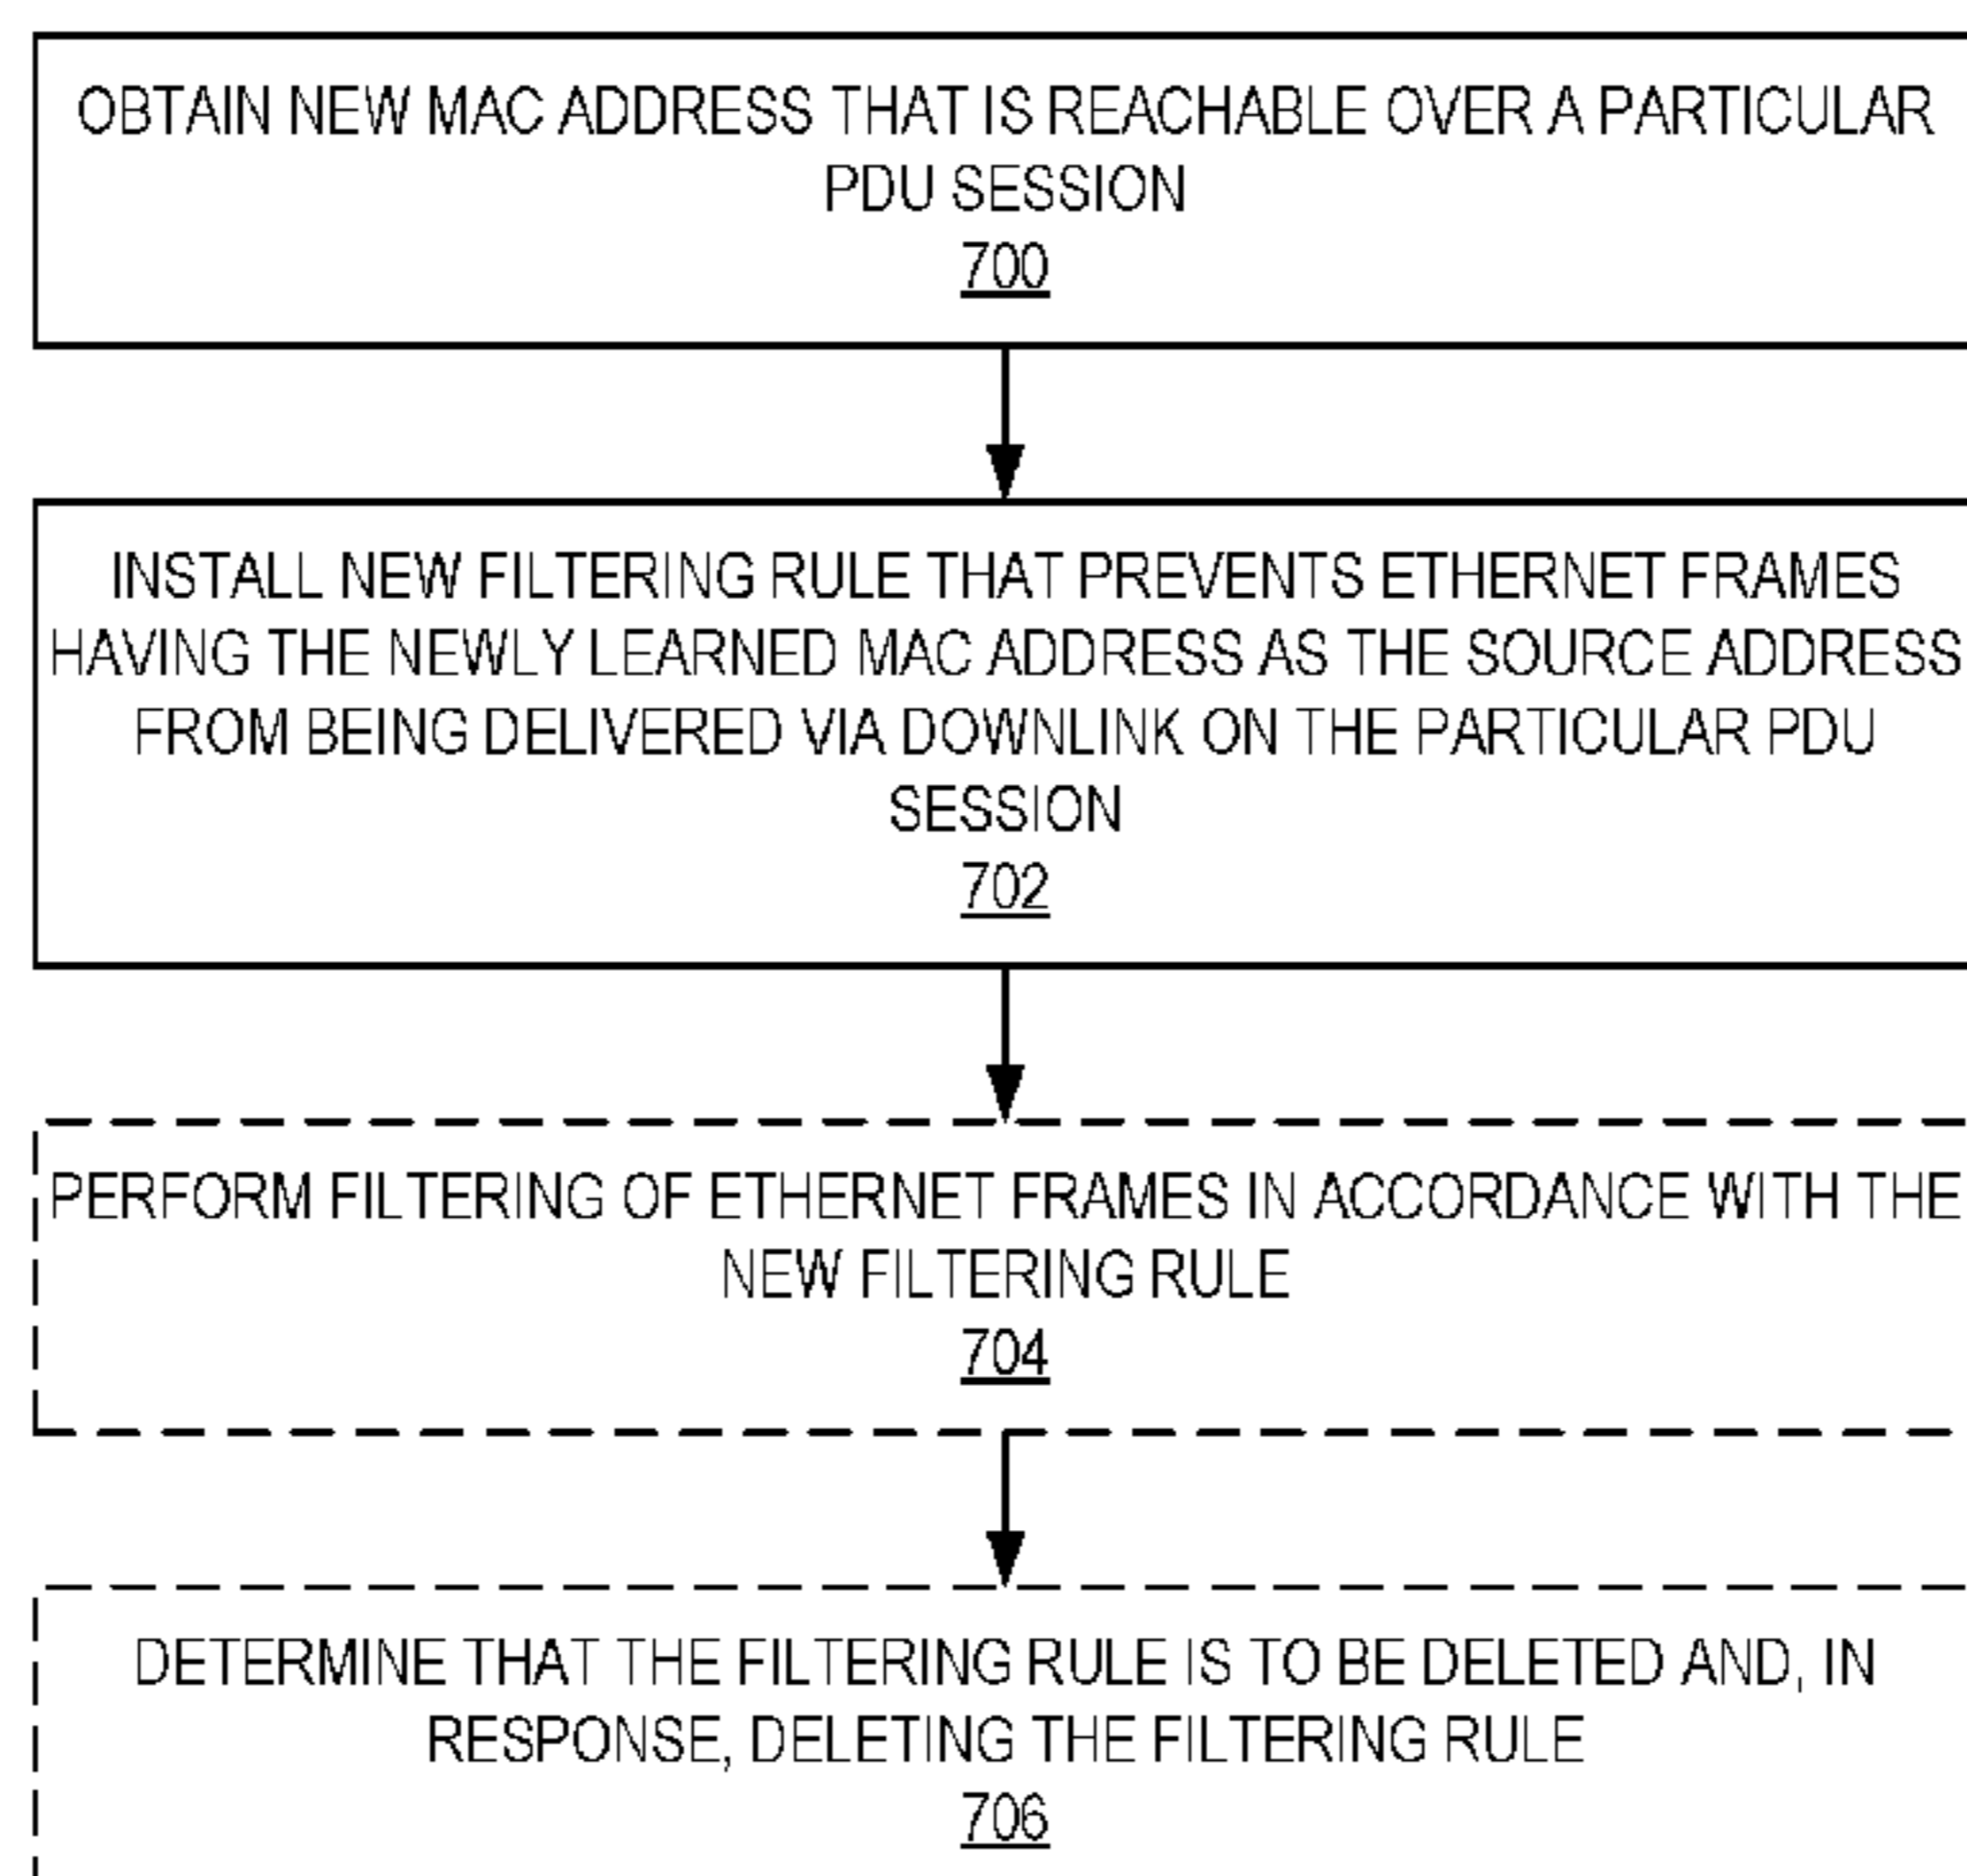 OBTAIN NEW MAC ADDRESS THAT IS REACHABLE OVER A PARTICULAR
PDU SESSION
700
INSTALL NEW FILTERING RULE THAT PREVENTS ETHERNET FRAMES
HAVING THE NEWLY LEARNED MAC ADDRESS AS THE SOURCE ADDRESS
FROM BEING DELIVERED VIA DOWNLINK ON THE PARTICULAR PDU
SESSION
702
PERFORM FILTERING OF ETHERNET FRAMES IN ACCORDANCE WITH THE
NEW FILTERING RULE
704
DETERMINE THAT THE FILTERING RULE IS TO BE DELETED AND, IN
RESPONSE, DELETING THE FILTERING RULE
706